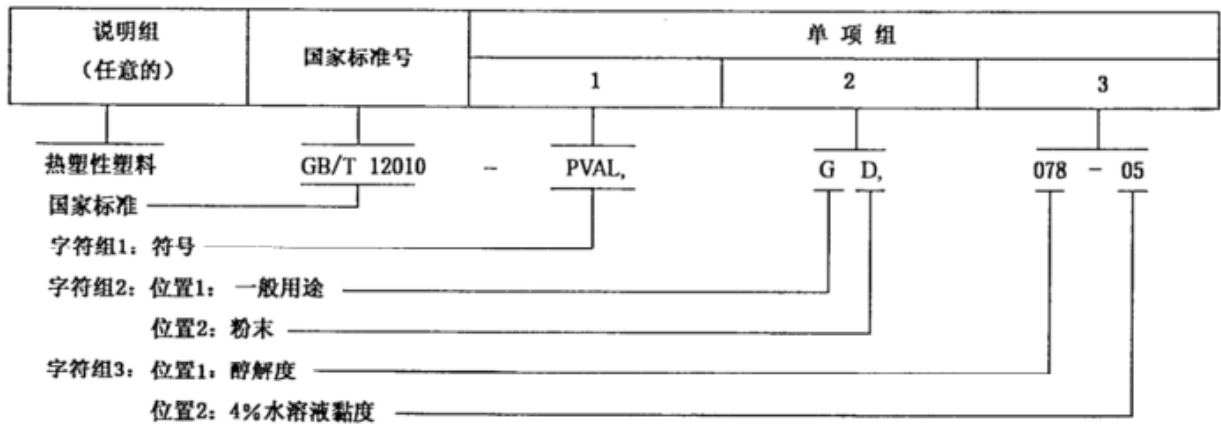 说明组
(任意的)
国家标准号
单项组
1
2
3
热塑性塑料
GB/T 12010 - PVAL, G D, 078 - 05
国家标准
字符组1：符号
字符组2：位置1：一般用途
位置2：粉末
字符组3：位置1：醇解度
位置2：4%水溶液黏度